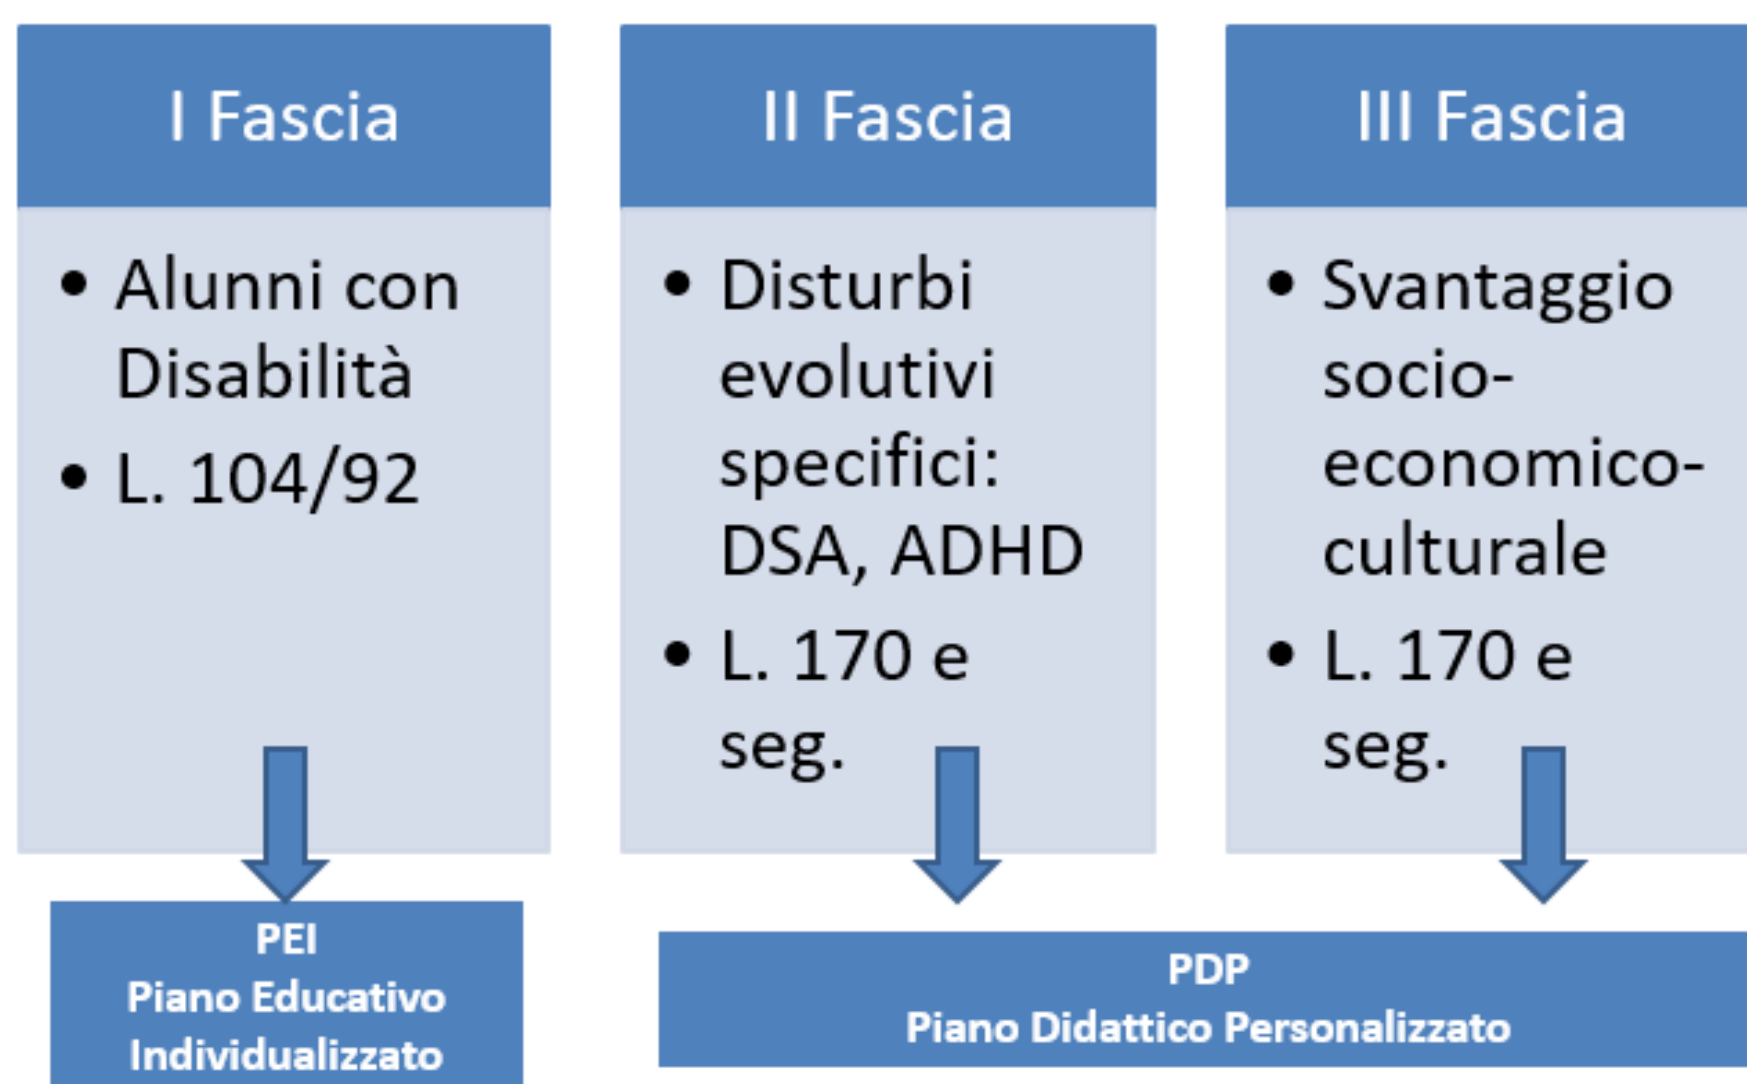 I Fascia
• Alunni con
Disabilità
• L. 104/92
PEI
Piano Educativo
Individualizzato
II Fascia
• Disturbi
evolutivi
specifici:
DSA, ADHD
• L. 170 e
seg.
III Fascia
• Svantaggio
socio-
economico-
culturale
• L. 170 e
seg.
PDP
Piano Didattico Personalizzato